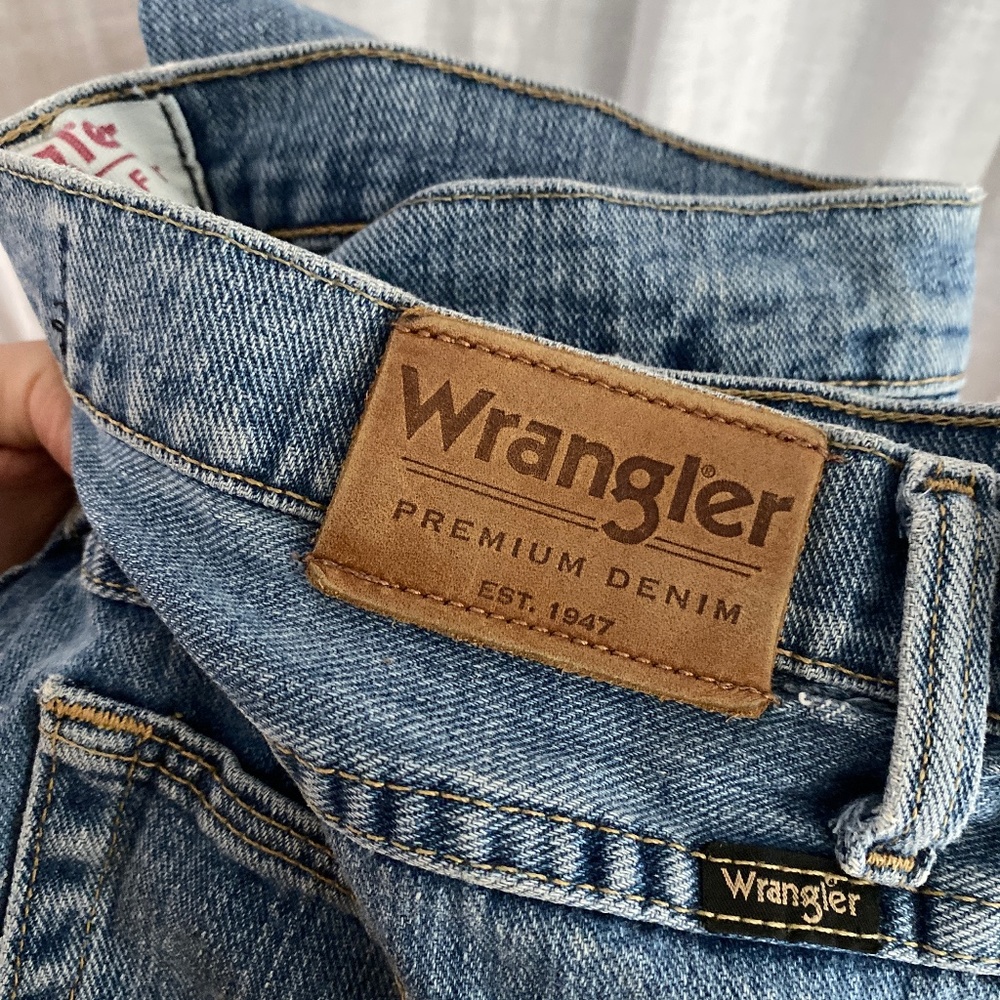 Wrangler®
PREMIUM DENIM
EST. 1947
Wrangler